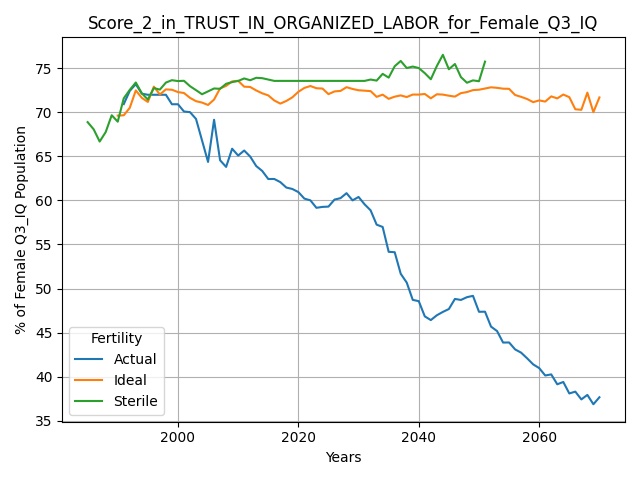 Score_2_in_TRUST_IN_ORGANIZED_LABOR_for_Female_Q3_IQ
% of Female Q3_IQ Population
75
70
65
60
55
50
45
40
35
Fertility
Actual
Ideal
Sterile
2000
2020
2040
2060
Years